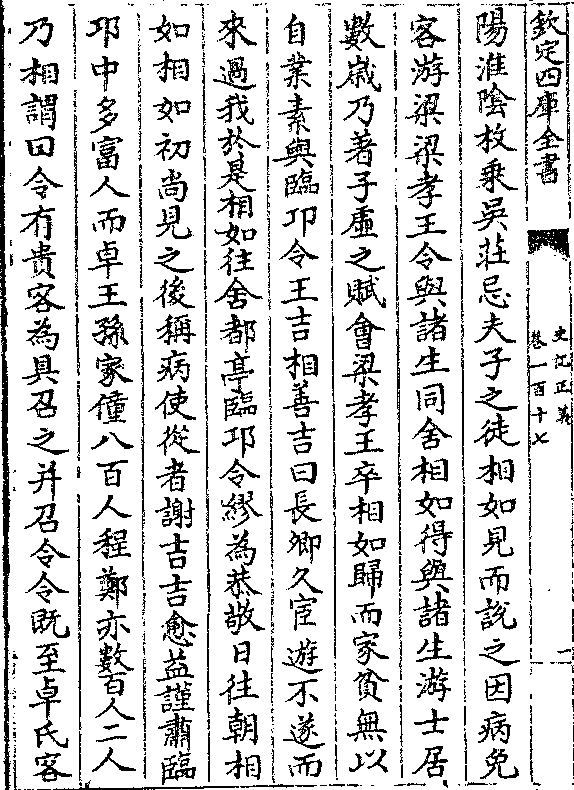 欽定四庫全書
史記正義
卷一百十七
一
陽淮陰枚乗吳莊忌夫子之徒相如見而說之因病免
客游梁梁孝王令與諸生同舍相如得與諸生游士居
數嵗乃著子虛之賦會梁孝王卒相如歸而家貧無以
自業素與臨卭令王吉相善吉曰長卿久宦遊不遂而
來過我於是相如往舍都亭臨卭令繆為恭敬日往朝相
如相如初尚見之後稱病使從者謝吉吉愈益謹肅臨
卭中多富人而卓王孫家僮八百人程鄭亦數百人二人
乃相謂曰令有貴客為具召之并召令令既至卓氏客